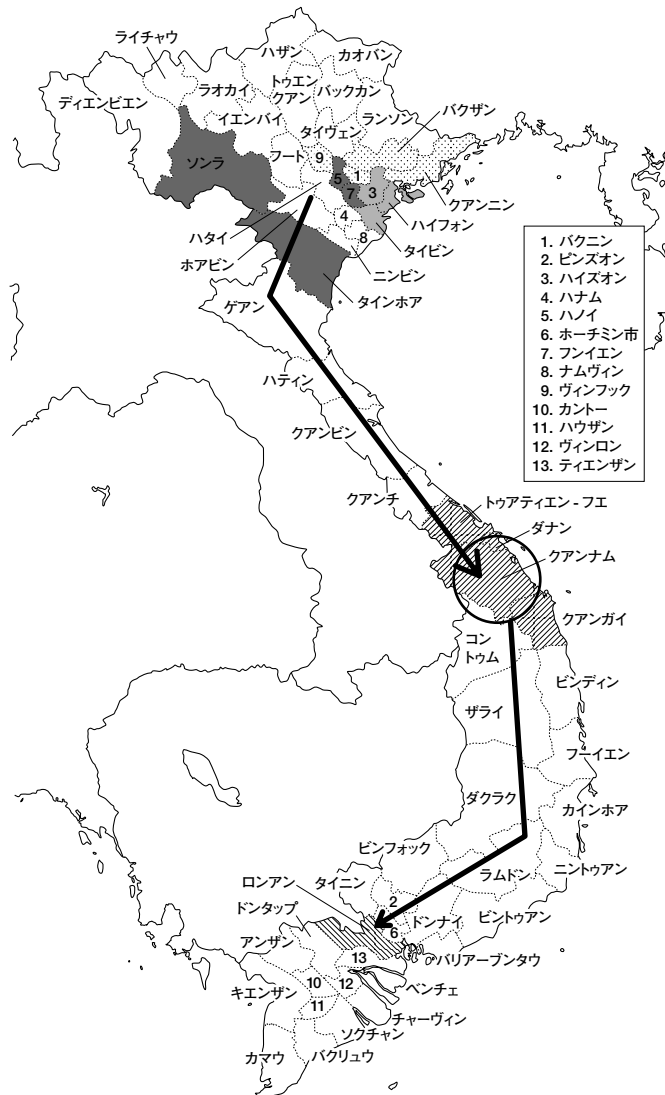 ライチャウ
ハザン
カオバン
ディエンビエン
ラオカイ
トゥエン
クアン
バックカン
イエンバイ
タイヴェン
ランソン
バクザン
ソンラ
フート
9
5
1
7
3
クアンニン
4
ハイフォン
ハタイ
8
タイビン
ホアビン
ニンビン
タインホア
ゲアン
1. バクニン
2. ビンズオン
3. ハイズオン
4. ハナム
5. ハノイ
6. ホーチミン市
7. フンイエン
8. ナムヴィン
9. ヴィンフック
10. カントー
11. ハウザン
12. ヴィンロン
13. ティエンザン
ハティン
クアンビン
クアンチ
トゥアティエン - フエ
ダナン
クアンナム
クアンガイ
コン
トゥム
ビンディン
ザライ
フーイエン
ダクラク
カインホア
ビンフォック
ニントゥアン
ラムドン
タイニン
ロンアン
2
ドンタップ
6
ドンナイ
ビントゥアン
アンザン
13
バリアーブンタウ
キエンザン
10
12
ベンチェ
11
チャーヴィン
ソクチャン
カマウ
バクリュウ